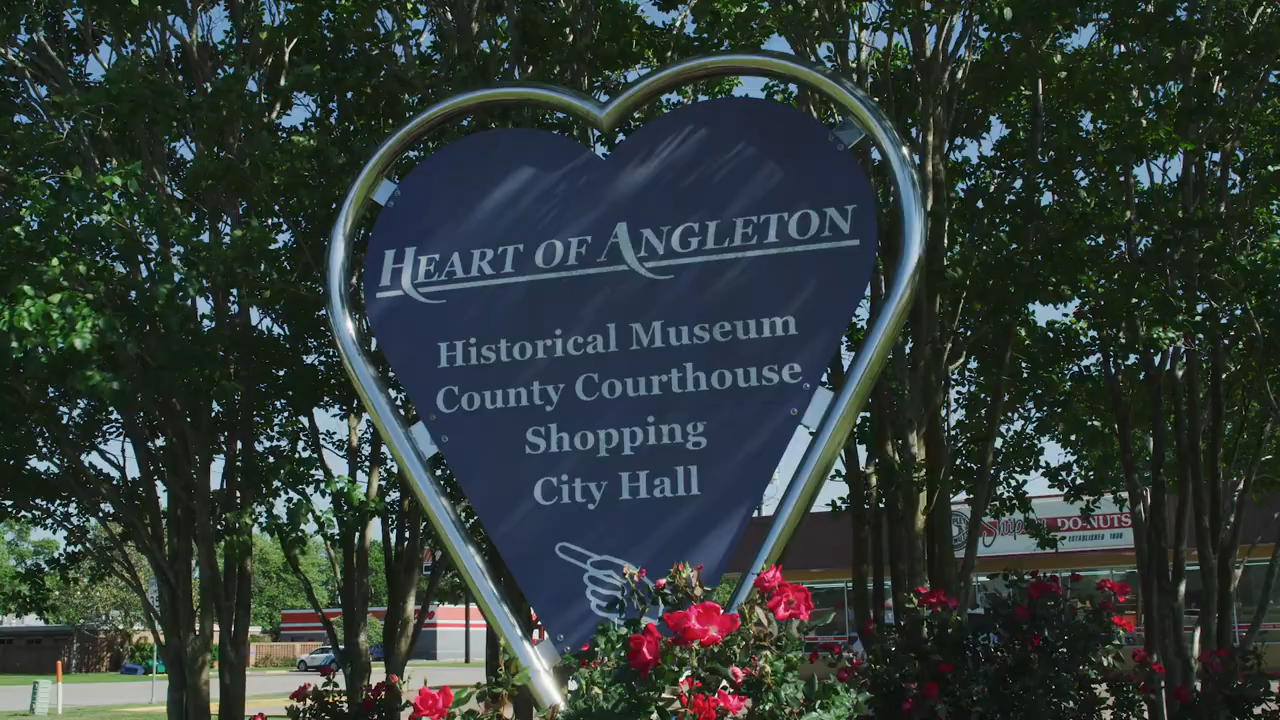 HEART OF ANGLETON
Historical Museum
County Courthouse
Shopping
City Hall
DO-NUTS